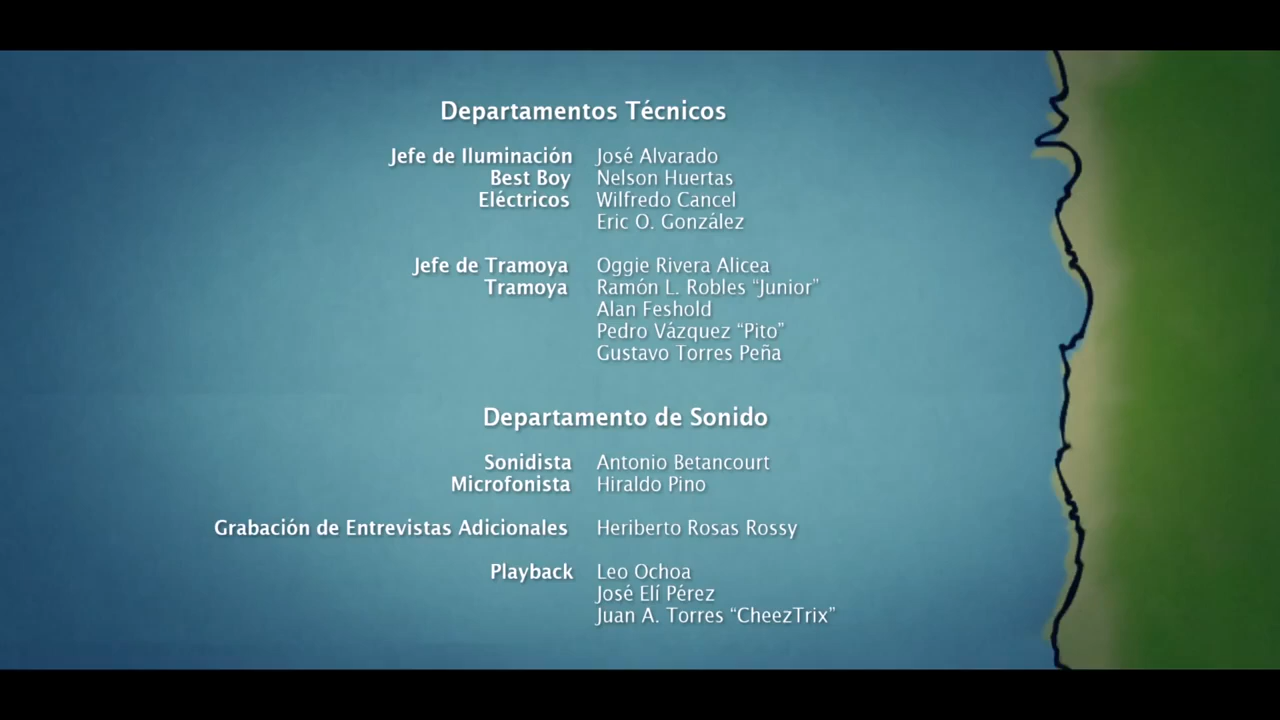 Departamentos Técnicos
Jefe de Iluminación José Alvarado
Best Boy Nelson Huertas
Eléctricos Wilfredo Cancel
Eric O. González
Jefe de Tramoya Oggie Rivera Alicea
Tramoya Ramón L. Robles “Junior”
Alan Feshold
Pedro Vázquez “Pito”
Gustavo Torres Peña
Departamento de Sonido
Sonidista Antonio Betancourt
Microfonista Hiraldo Pino
Grabación de Entrevistas Adicionales Heriberto Rosas Rossy
Playback Leo Ochoa
José Elí Pérez
Juan A. Torres “CheezTrix”